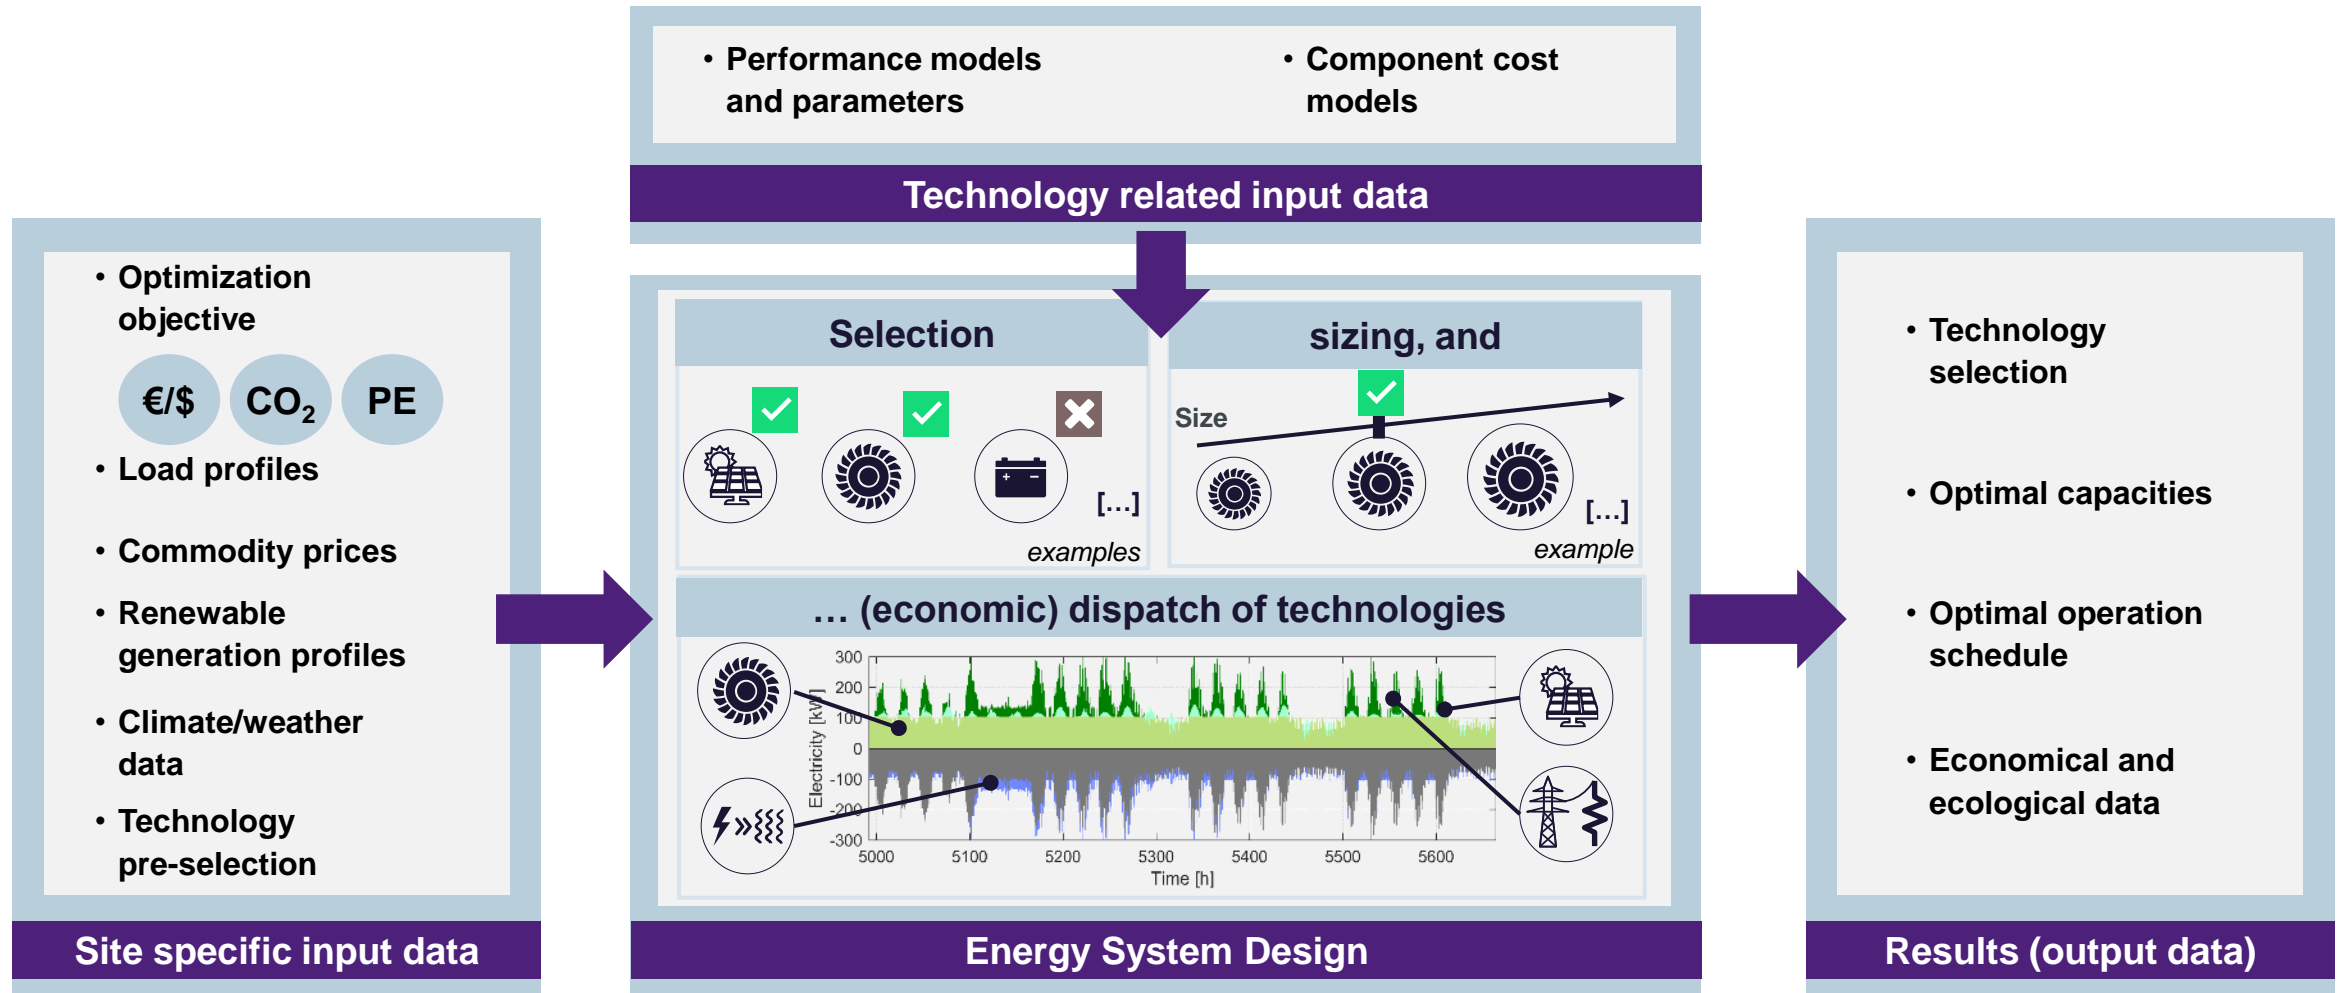 • Performance models
and parameters
• Component cost
models
Technology related input data
• Optimization
objective
€/$ CO₂ PE
• Load profiles
• Commodity prices
• Renewable
generation profiles
• Climate/weather
data
• Technology
pre-selection
Site specific input data
Selection
[…]
examples
sizing, and
Size
[…]
example
… (economic) dispatch of technologies
Electricity [kW]
300
200
100
0
-100
-200
-300
5000 5100 5200 5300 5400 5500 5600
Time [h]
Energy System Design
• Technology
selection
• Optimal capacities
• Optimal operation
schedule
• Economical and
ecological data
Results (output data)